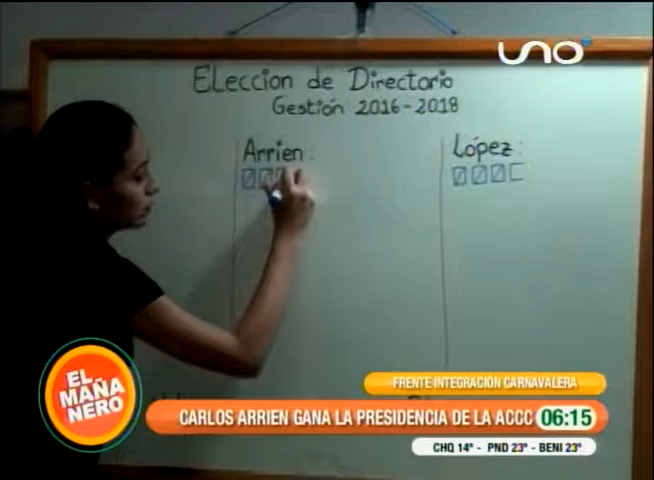 uno
ELeccion de Directorio
Gestión 2016-2018
Arrien:
López:
EL MAÑANERO
FRENTE INTEGRACIÓN CARNAVALERA
CARLOS ARRIEN GANA LA PRESIDENCIA DE LA ACCC 06:15
CHQ 14° - PND 23° - BENI 23°